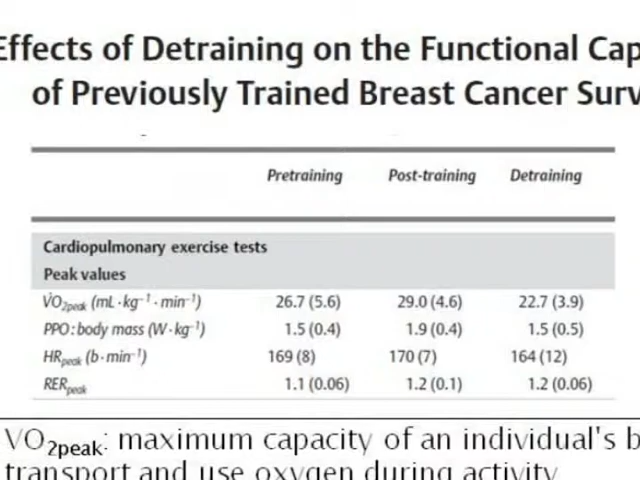 Effects of Detraining on the Functional Cap
of Previously Trained Breast Cancer Surv
Pretraining Post-training Detraining
Cardiopulmonary exercise tests
Peak values
V̇O₂peak (mL·kg⁻¹·min⁻¹) 26.7 (5.6) 29.0 (4.6) 22.7 (3.9)
PPO:body mass (W·kg⁻¹) 1.5 (0.4) 1.9 (0.4) 1.5 (0.5)
HRpeak (b·min⁻¹) 169 (8) 170 (7) 164 (12)
RERpeak 1.1 (0.06) 1.2 (0.1) 1.2 (0.06)
VO₂peak: maximum capacity of an individual's b
transport and use oxygen during activity